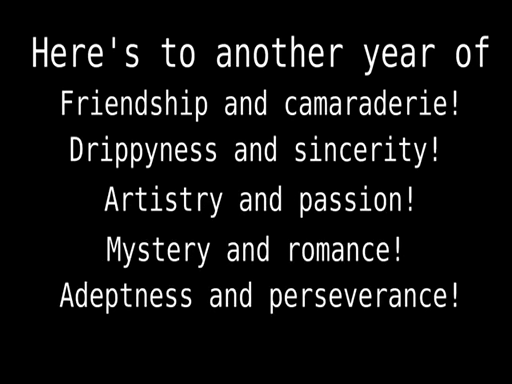 Here's to another year of
Friendship and camaraderie!
Drippyness and sincerity!
Artistry and passion!
Mystery and romance!
Adeptness and perseverance!